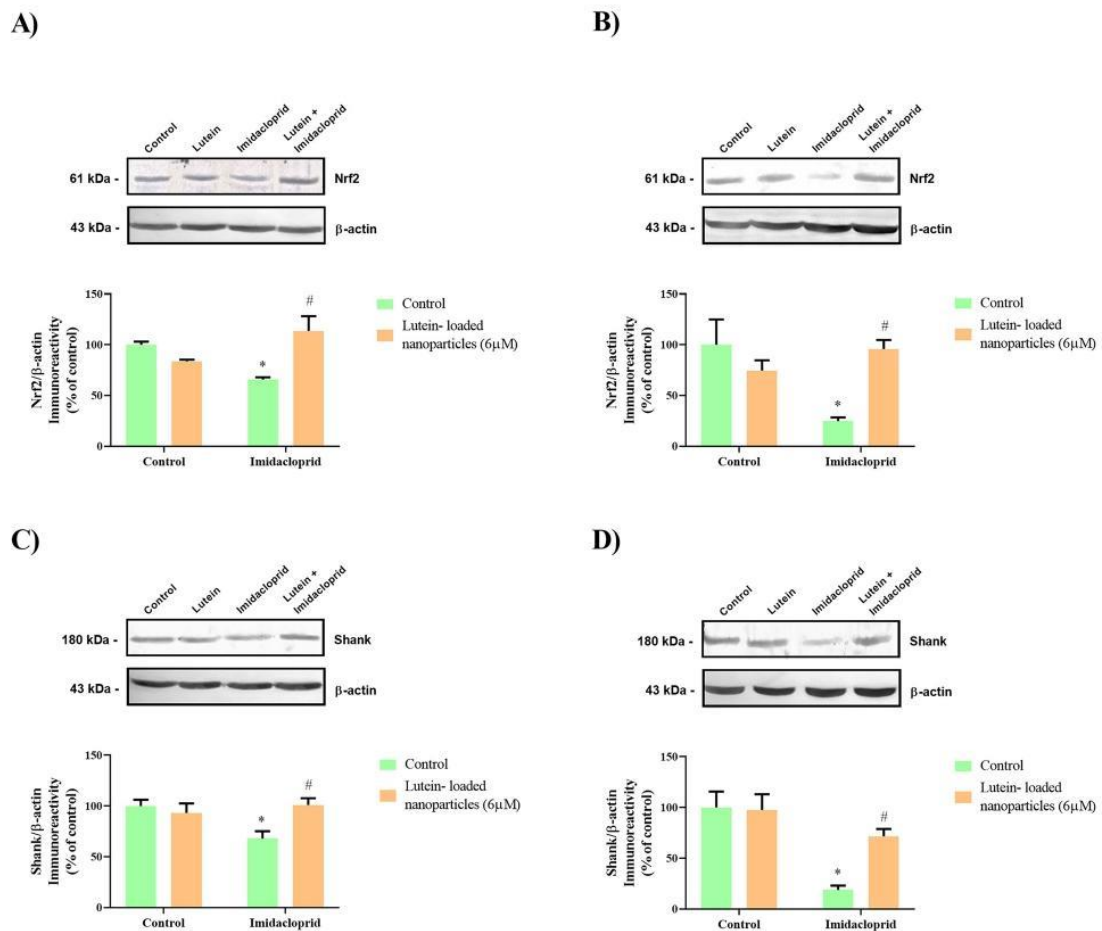 A)
Control
Lutein
Imidacloprid
Lutein +
Imidacloprid
61 kDa -
Nrf2
43 kDa -
β-actin
Nrf2/β-actin
Immunoreactivity
(% of control)
150
100
50
0
*
#
Control
Imidacloprid
Control
Lutein- loaded
nanoparticles (6μM)
B)
Control
Lutein
Imidacloprid
Lutein +
Imidacloprid
61 kDa -
Nrf2
43 kDa -
β-actin
Nrf2/β-actin
Immunoreactivity
(% of control)
150
100
50
0
*
#
Control
Imidacloprid
Control
Lutein- loaded
nanoparticles (6μM)
C)
Control
Lutein
Imidacloprid
Lutein +
Imidacloprid
180 kDa -
Shank
43 kDa -
β-actin
Shank/β-actin
Immunoreactivity
(% of control)
150
100
50
0
*
#
Control
Imidacloprid
Control
Lutein- loaded
nanoparticles (6μM)
D)
Control
Lutein
Imidacloprid
Lutein +
Imidacloprid
180 kDa -
Shank
43 kDa -
β-actin
Shank/β-actin
Immunoreactivity
(% of control)
150
100
50
0
*
#
Control
Imidacloprid
Control
Lutein- loaded
nanoparticles (6μM)